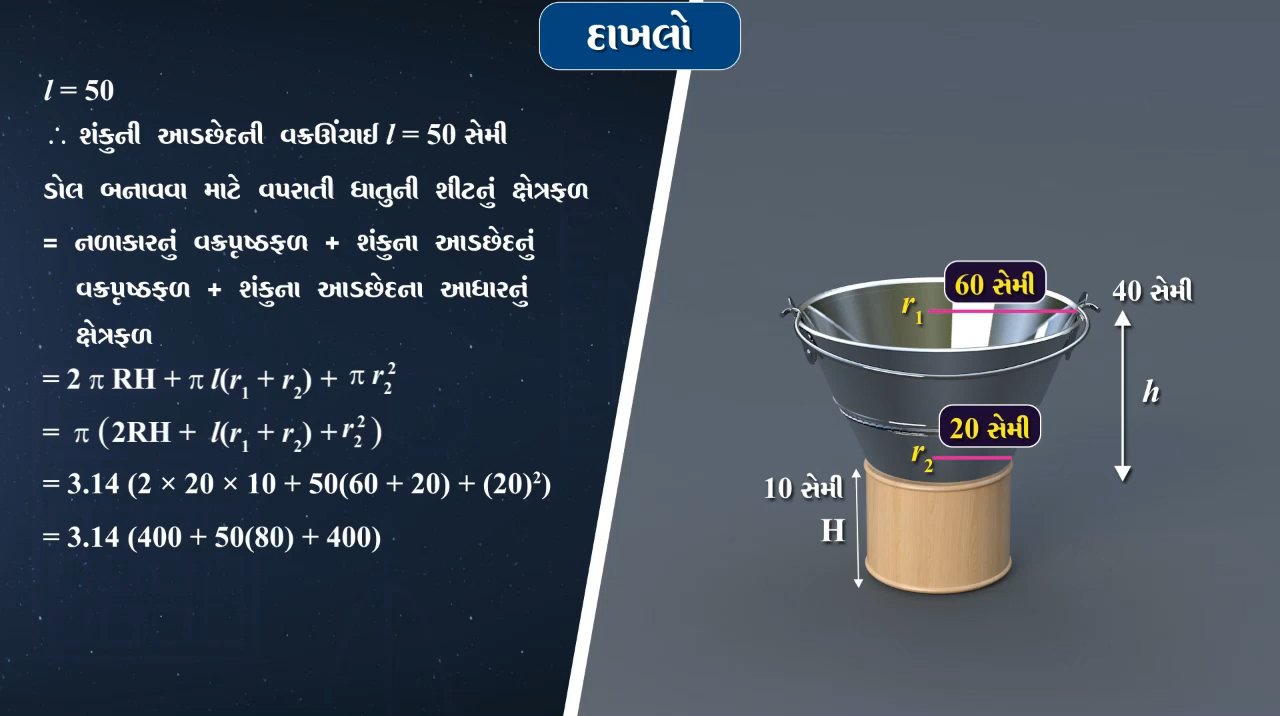 દાખલો
l = 50
∴ શંકુની આડછેદની વક્રઊંચાઈ l = 50 સેમી
ડોલ બનાવવા માટે વપરાતી ધાતુની શીટનું ક્ષેત્રફળ
= નળાકારનું વક્રપૃષ્ઠફળ + શંકુના આડછેદનું
વક્રપૃષ્ઠફળ + શંકુના આડછેદના આધારનું
ક્ષેત્રફળ
= 2 π RH + π l(r₁ + r₂) + π r₂²
= π (2RH + l(r₁ + r₂) + r₂²)
= 3.14 (2 × 20 × 10 + 50(60 + 20) + (20)²)
= 3.14 (400 + 50(80) + 400)
60 સેમી
r₁
40 સેમી
h
20 સેમી
r₂
10 સેમી
H